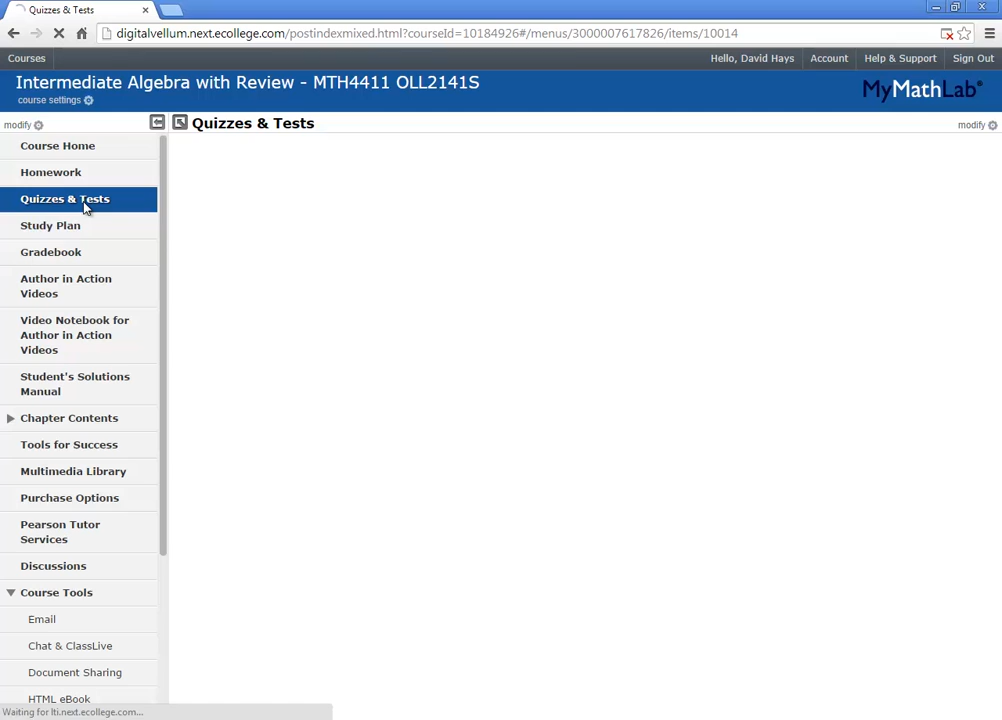 Quizzes & Tests
digitalvellum.next.ecollege.com/postindexmixed.html?courseId=10184926#/menus/3000007617826/items/10014
Courses
Hello, David Hays
Account
Help & Support
Sign Out
Intermediate Algebra with Review - MTH4411 OLL2141S
course settings
MyMathLab
modify
Quizzes & Tests
modify
Course Home
Homework
Quizzes & Tests
Study Plan
Gradebook
Author in Action
Videos
Video Notebook for
Author in Action
Videos
Student's Solutions
Manual
Chapter Contents
Tools for Success
Multimedia Library
Purchase Options
Pearson Tutor
Services
Discussions
Course Tools
Email
Chat & ClassLive
Document Sharing
HTML eBook
Waiting for lti.next.ecollege.com...